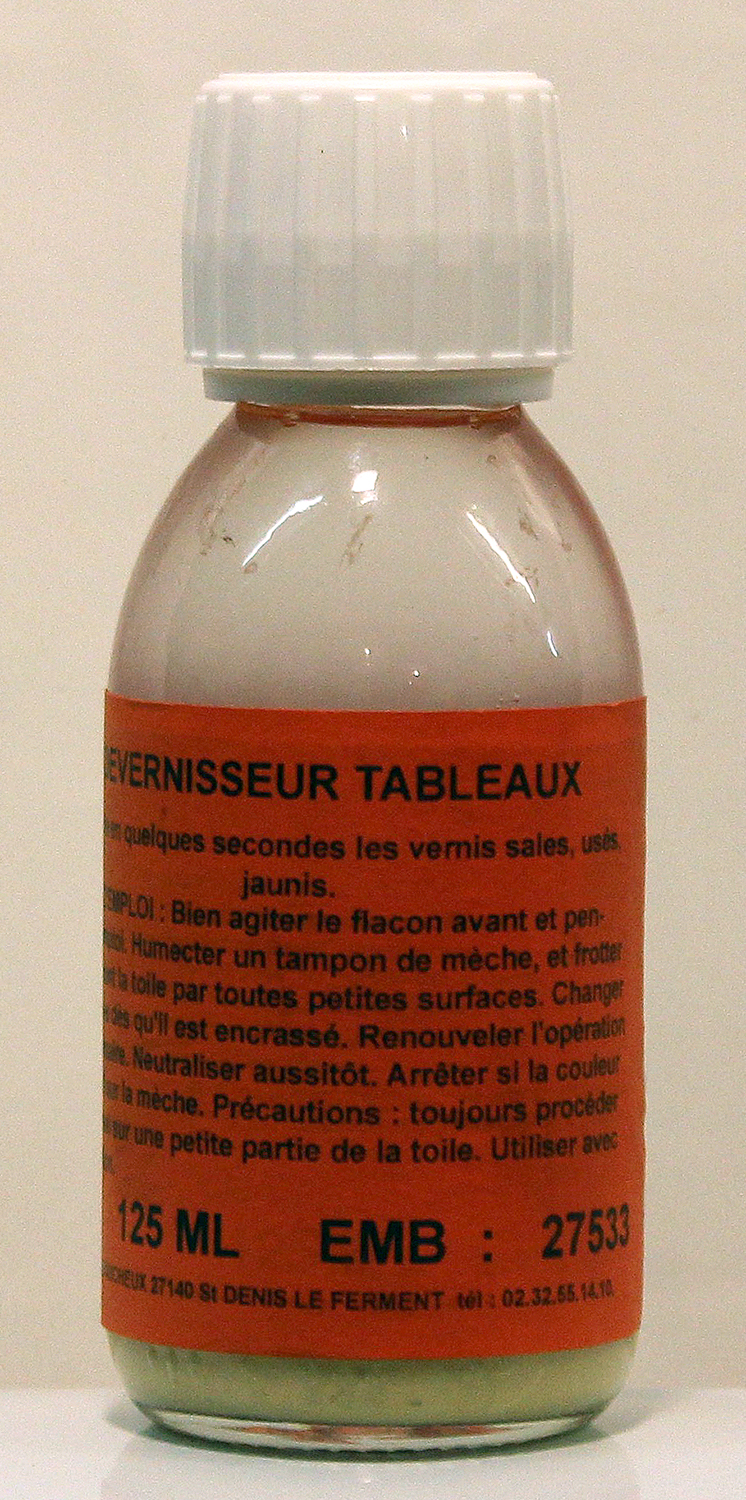 DEVERNISSEUR TABLEAUX
en quelques secondes les vernis sales, usés,
jaunis.
EMPLOI : Bien agiter le flacon avant et pen-
Humecter un tampon de mèche, et frotter
la toile par toutes petites surfaces. Changer
dès qu'il est encrassé. Renouveler l'opération
Neutraliser aussitôt. Arrêter si la couleur
sur la mèche. Précautions : toujours procéder
sur une petite partie de la toile. Utiliser avec
125 ML EMB : 27533
27140 St DENIS LE FERMENT tél : 02.32.55.14.10.